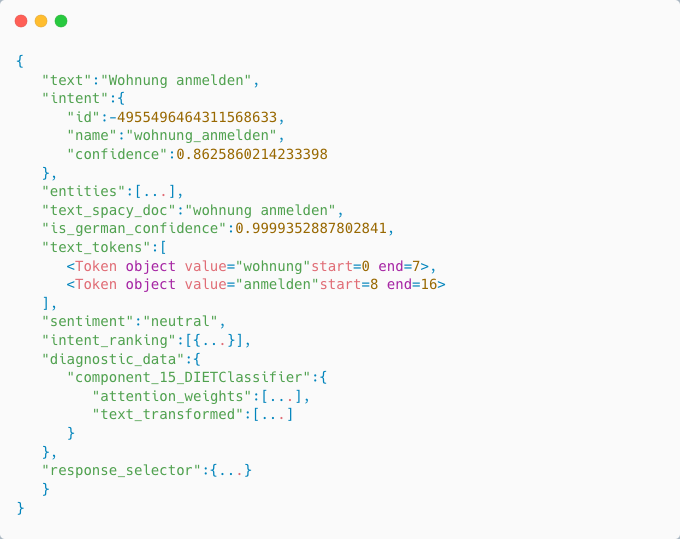 {
"text":"Wohnung anmelden",
"intent":{
"id":-4955496464311568633,
"name":"wohnung_anmelden",
"confidence":0.8625860214233398
},
"entities":[...],
"text_spacy_doc":"wohnung anmelden",
"is_german_confidence":0.9999352887802841,
"text_tokens":[
<Token object value="wohnung"start=0 end=7>,
<Token object value="anmelden"start=8 end=16>
],
"sentiment":"neutral",
"intent_ranking":[{...}],
"diagnostic_data":{
"component_15_DIETClassifier":{
"attention_weights":[...],
"text_transformed":[...]
}
},
"response_selector":{...}
}
}